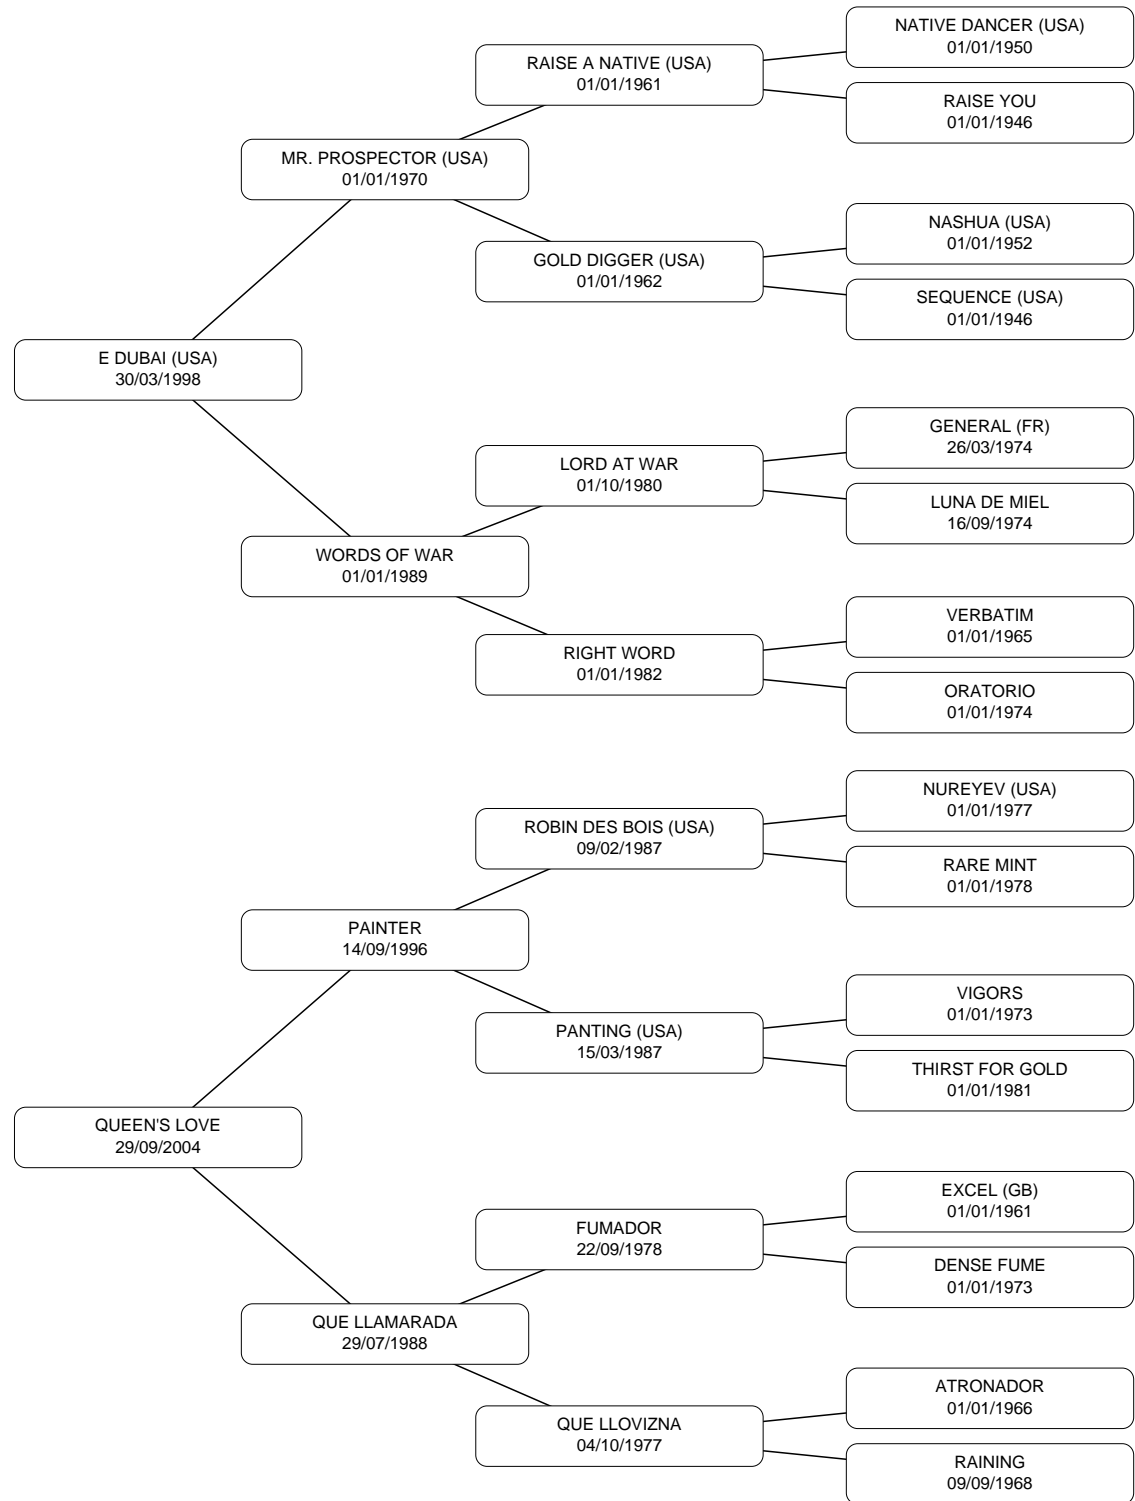 NATIVE DANCER (USA)
01/01/1950
RAISE A NATIVE (USA)
01/01/1961
RAISE YOU
01/01/1946
MR. PROSPECTOR (USA)
01/01/1970
NASHUA (USA)
01/01/1952
GOLD DIGGER (USA)
01/01/1962
SEQUENCE (USA)
01/01/1946
E DUBAI (USA)
30/03/1998
GENERAL (FR)
26/03/1974
LORD AT WAR
01/10/1980
LUNA DE MIEL
16/09/1974
WORDS OF WAR
01/01/1989
VERBATIM
01/01/1965
RIGHT WORD
01/01/1982
ORATORIO
01/01/1974
NUREYEV (USA)
01/01/1977
ROBIN DES BOIS (USA)
09/02/1987
RARE MINT
01/01/1978
PAINTER
14/09/1996
VIGORS
01/01/1973
PANTING (USA)
15/03/1987
THIRST FOR GOLD
01/01/1981
QUEEN'S LOVE
29/09/2004
EXCEL (GB)
01/01/1961
FUMADOR
22/09/1978
DENSE FUME
01/01/1973
QUE LLAMARADA
29/07/1988
ATRONADOR
01/01/1966
QUE LLOVIZNA
04/10/1977
RAINING
09/09/1968